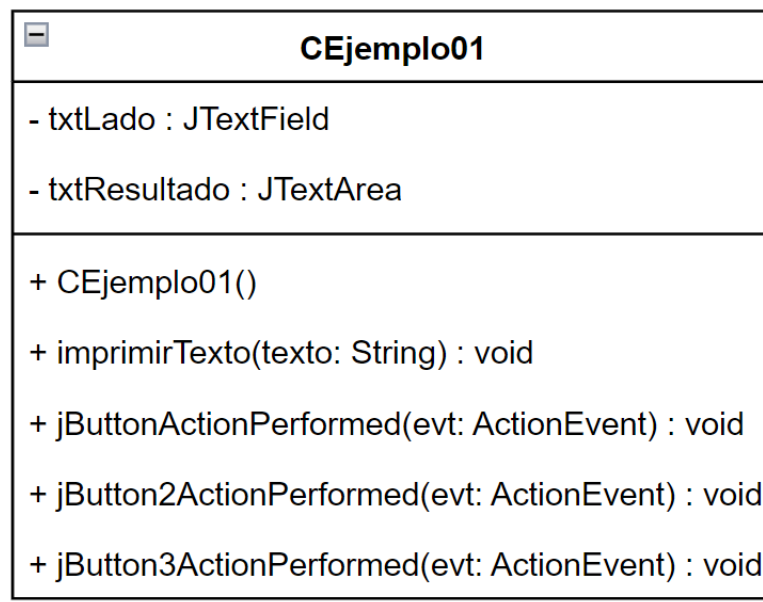 CEjemplo01
- txtLado : JTextField
- txtResultado : JTextArea
+ CEjemplo01()
+ imprimirTexto(texto: String) : void
+ jButtonActionPerformed(evt: ActionEvent) : void
+ jButton2ActionPerformed(evt: ActionEvent) : void
+ jButton3ActionPerformed(evt: ActionEvent) : void